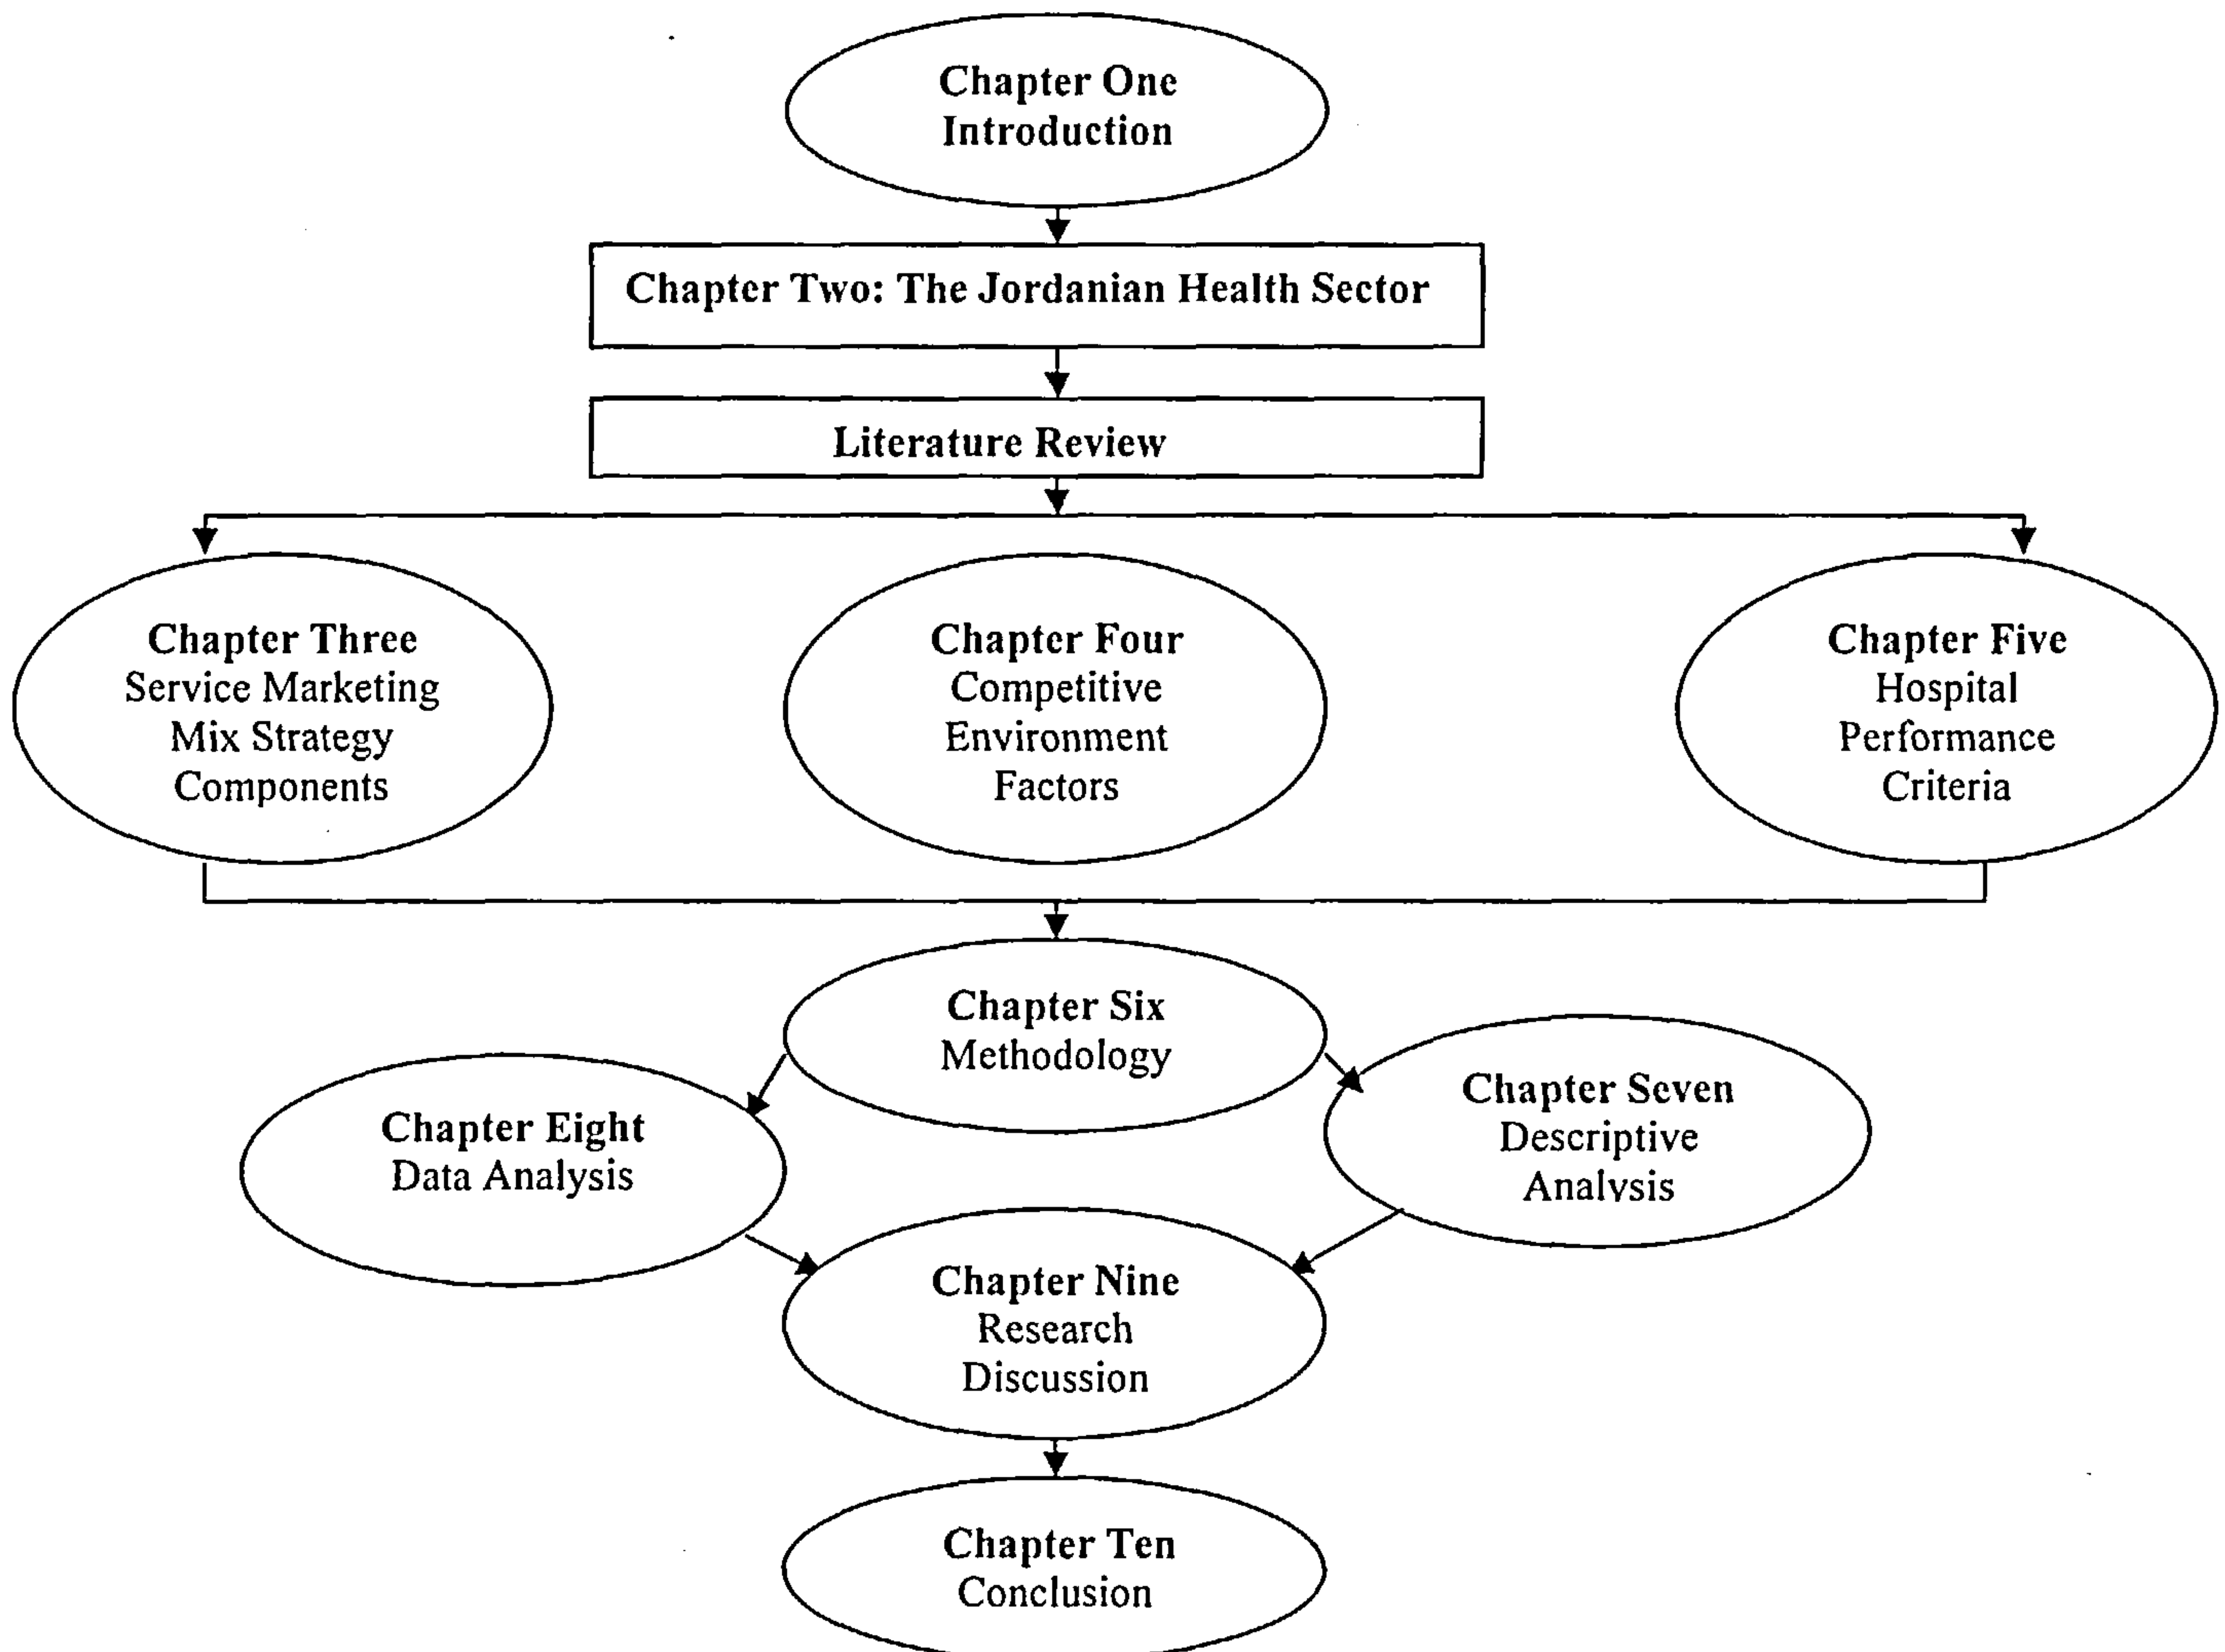 Chapter One
Introduction
Chapter Two: The Jordanian Health Sector
Literature Review
Chapter Three
Service Marketing
Mix Strategy
Components
Chapter Four
Competitive
Environment
Factors
Chapter Five
Hospital
Performance
Criteria
Chapter Six
Methodology
Chapter Eight
Data Analysis
Chapter Seven
Descriptive
Analysis
Chapter Nine
Research
Discussion
Chapter Ten
Conclusion